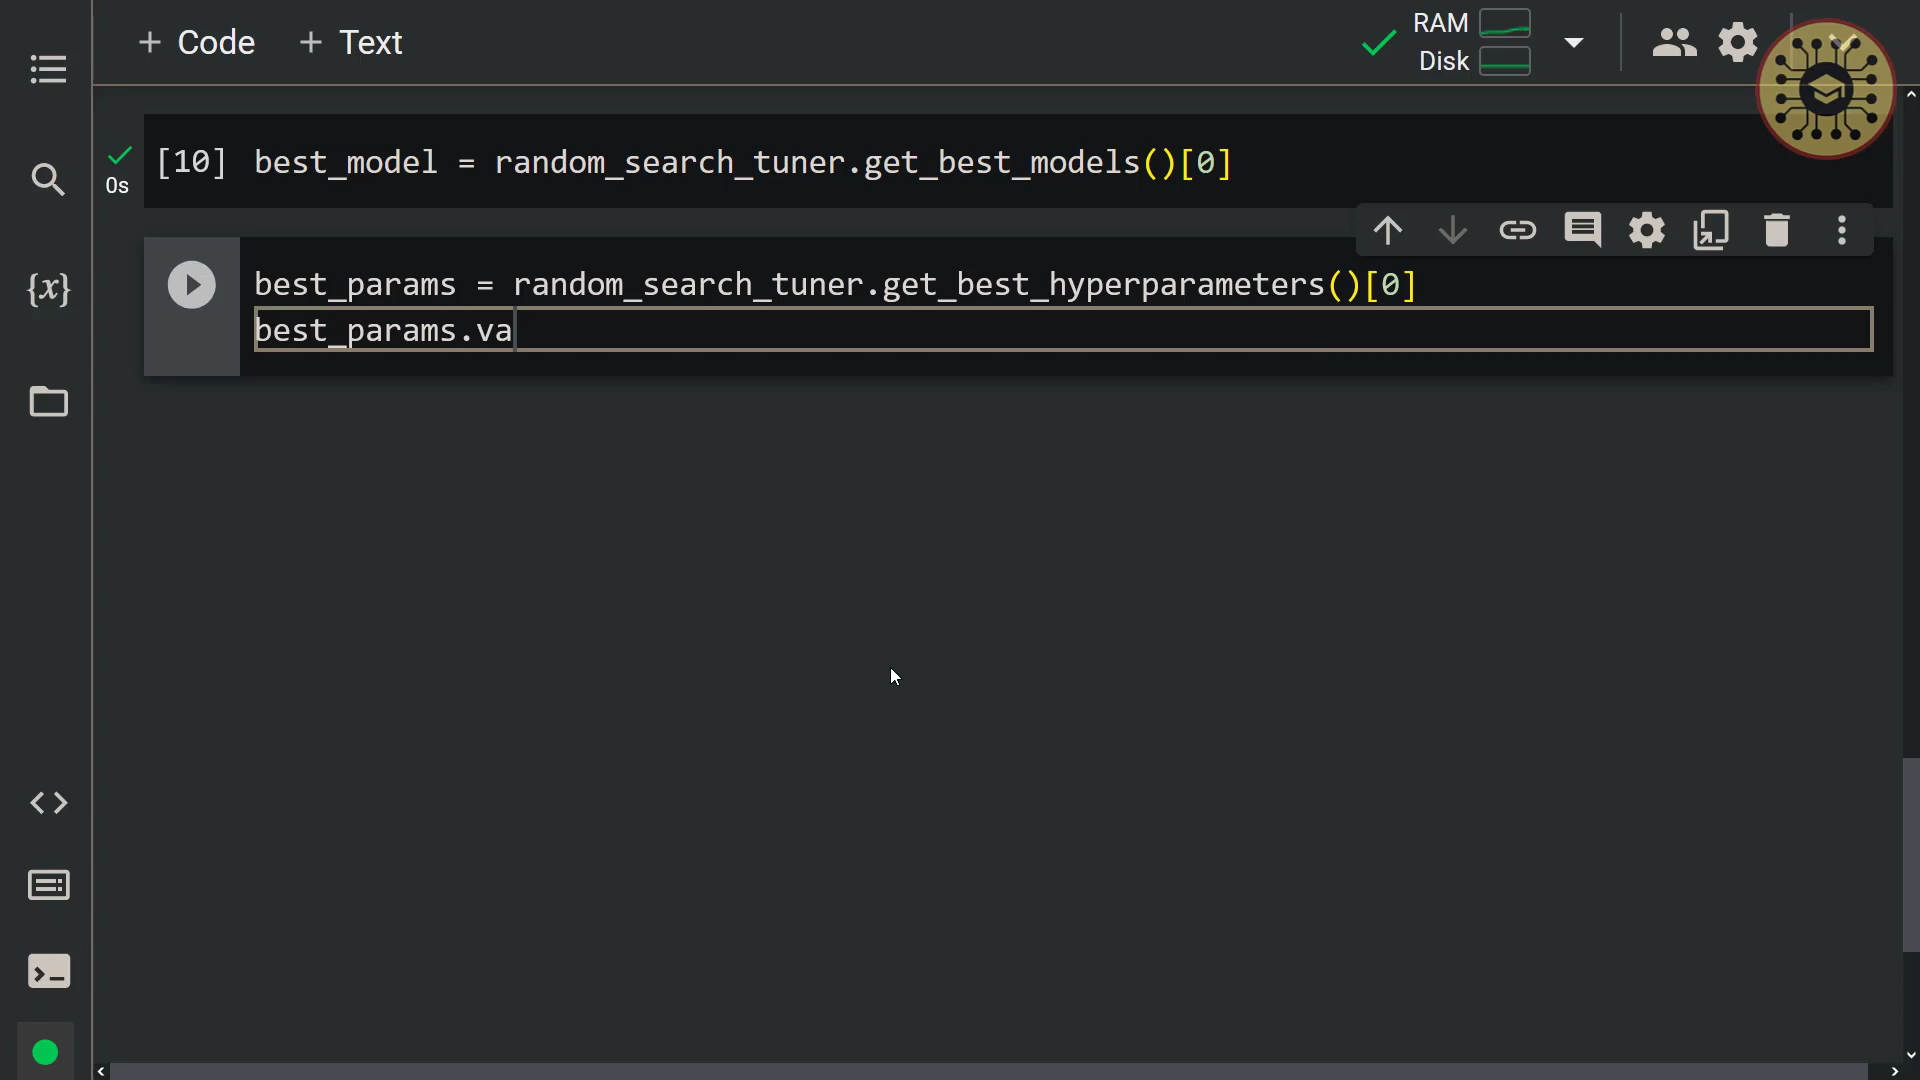 + Code + Text
RAM
Disk
0s
[10] best_model = random_search_tuner.get_best_models()[0]
{x}
best_params = random_search_tuner.get_best_hyperparameters()[0]
best_params.va